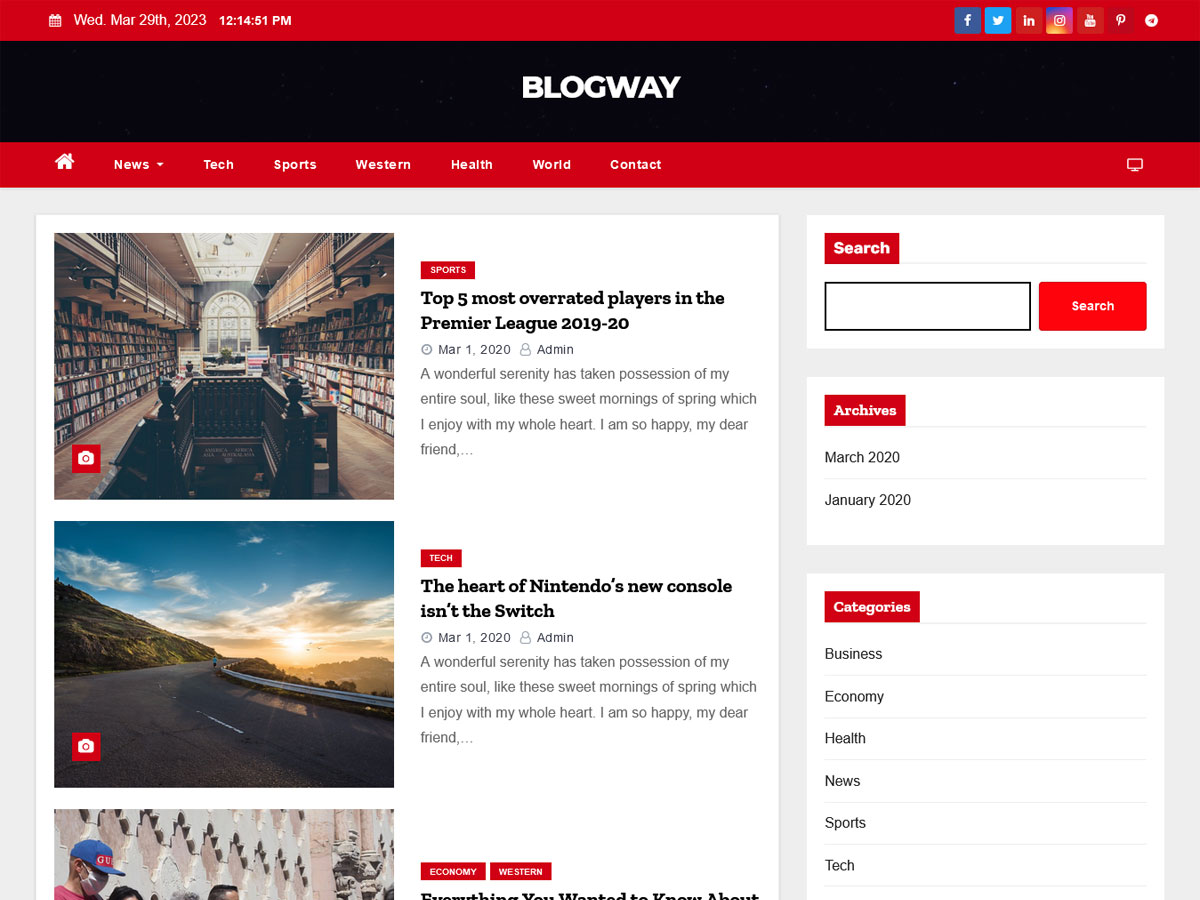 Wed. Mar 29th, 2023 12:14:51 PM
BLOGWAY
News Tech Sports Western Health World Contact
SPORTS
Top 5 most overrated players in the
Premier League 2019-20
Mar 1, 2020 Admin
A wonderful serenity has taken possession of my
entire soul, like these sweet mornings of spring which
I enjoy with my whole heart. I am so happy, my dear
friend,…
TECH
The heart of Nintendo’s new console
isn’t the Switch
Mar 1, 2020 Admin
A wonderful serenity has taken possession of my
entire soul, like these sweet mornings of spring which
I enjoy with my whole heart. I am so happy, my dear
friend,…
ECONOMY WESTERN
Everything You Wanted to Know About
Search
Search
Archives
March 2020
January 2020
Categories
Business
Economy
Health
News
Sports
Tech